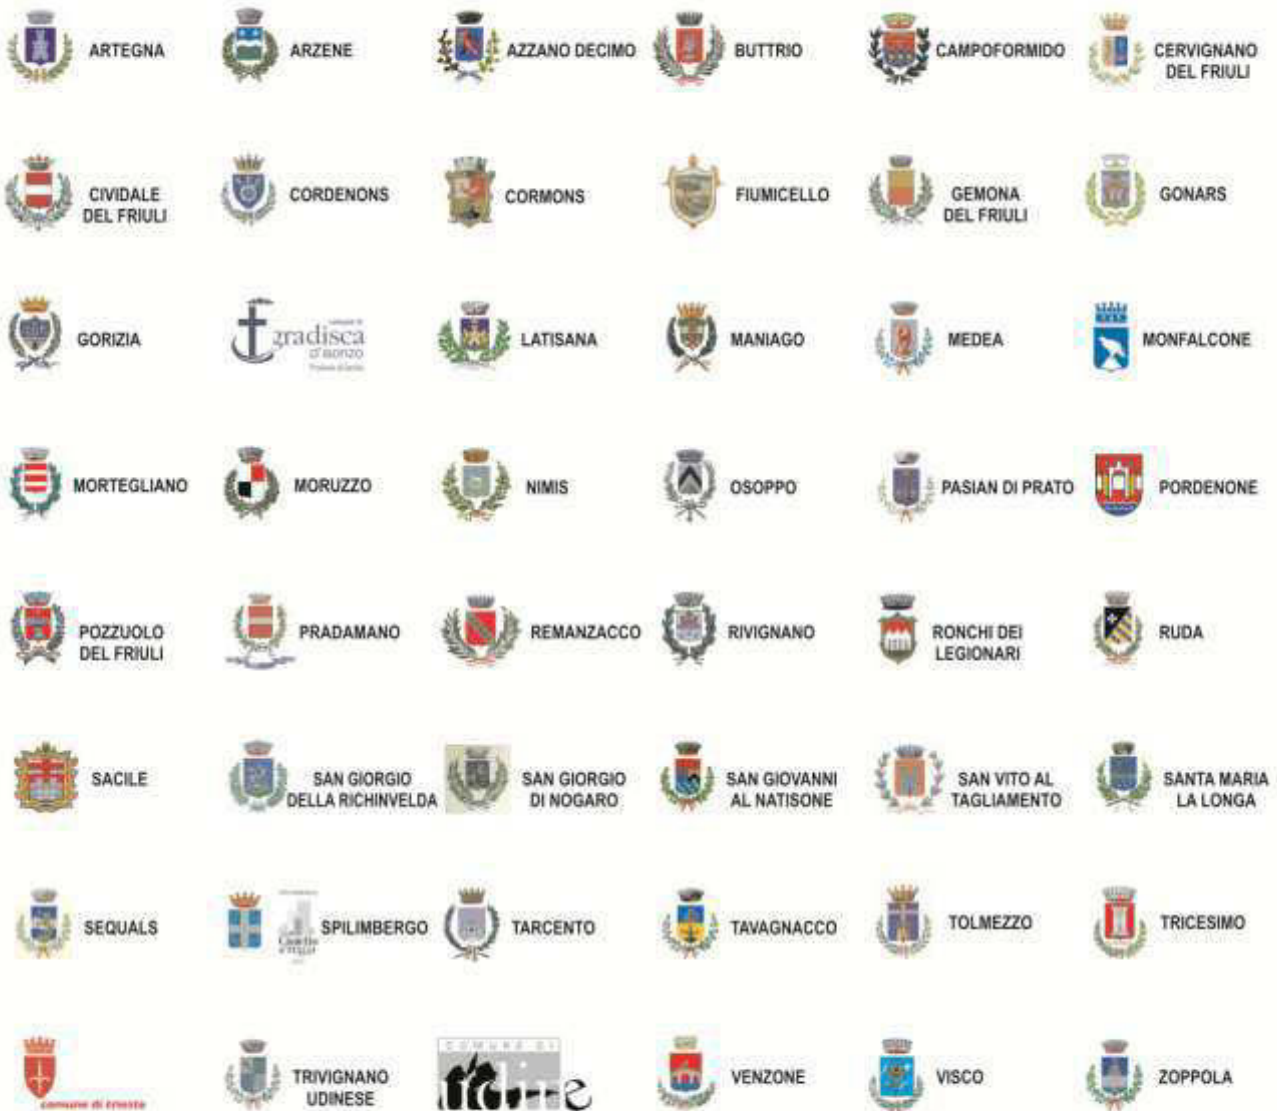 ARTEGNA
ARZENE
AZZANO DECIMO
BUTTRIO
CAMPOFORMIDO
CERVIGNANO
DEL FRIULI
CIVIDALE
DEL FRIULI
CORDENONS
CORMONS
FIUMICELLO
GEMONA
DEL FRIULI
GONARS
GORIZIA
gradisca
d'isonzo
LATISANA
MANIAGO
MEDEA
MONFALCONE
MORTEGLIANO
MORUZZO
NIMIS
OSOPPO
PASIAN DI PRATO
PORDENONE
POZZUOLO
DEL FRIULI
PRADAMANO
REMANZACCO
RIVIGNANO
RONCHI DEI
LEGIONARI
RUDA
SACILE
SAN GIORGIO
DELLA RICHINVELDA
SAN GIORGIO
DI NOGARO
SAN GIOVANNI
AL NATISONE
SAN VITO AL
TAGLIAMENTO
SANTA MARIA
LA LONGA
SEQUALS
SPILIMBERGO
TARCENTO
TAVAGNACCO
TOLMEZZO
TRICESIMO
comune di trieste
TRIVIGNANO
UDINESE
COMUNE DI
udine
VENZONE
VISCO
ZOPPOLA